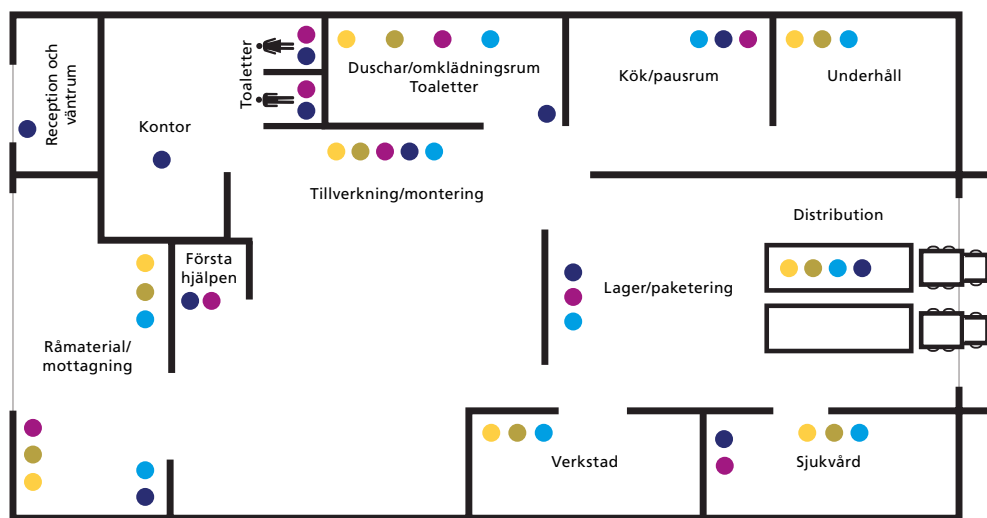 Reception och
väntrum
Kontor
Toaletter
Duschar/omklädningsrum
Toaletter
Kök/pausrum
Underhåll
Tillverkning/montering
Distribution
Första
hjälpen
Lager/paketering
Råmaterial/
mottagning
Verkstad
Sjukvård